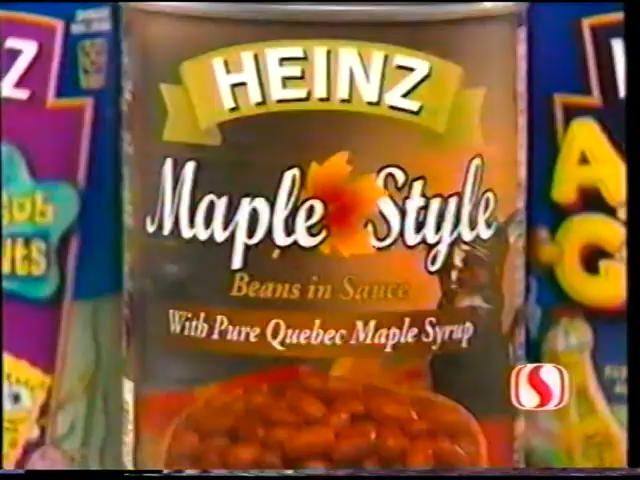 HEINZ
Maple Style
Beans in Sauce
With Pure Quebec Maple Syrup
Z
A
G
S